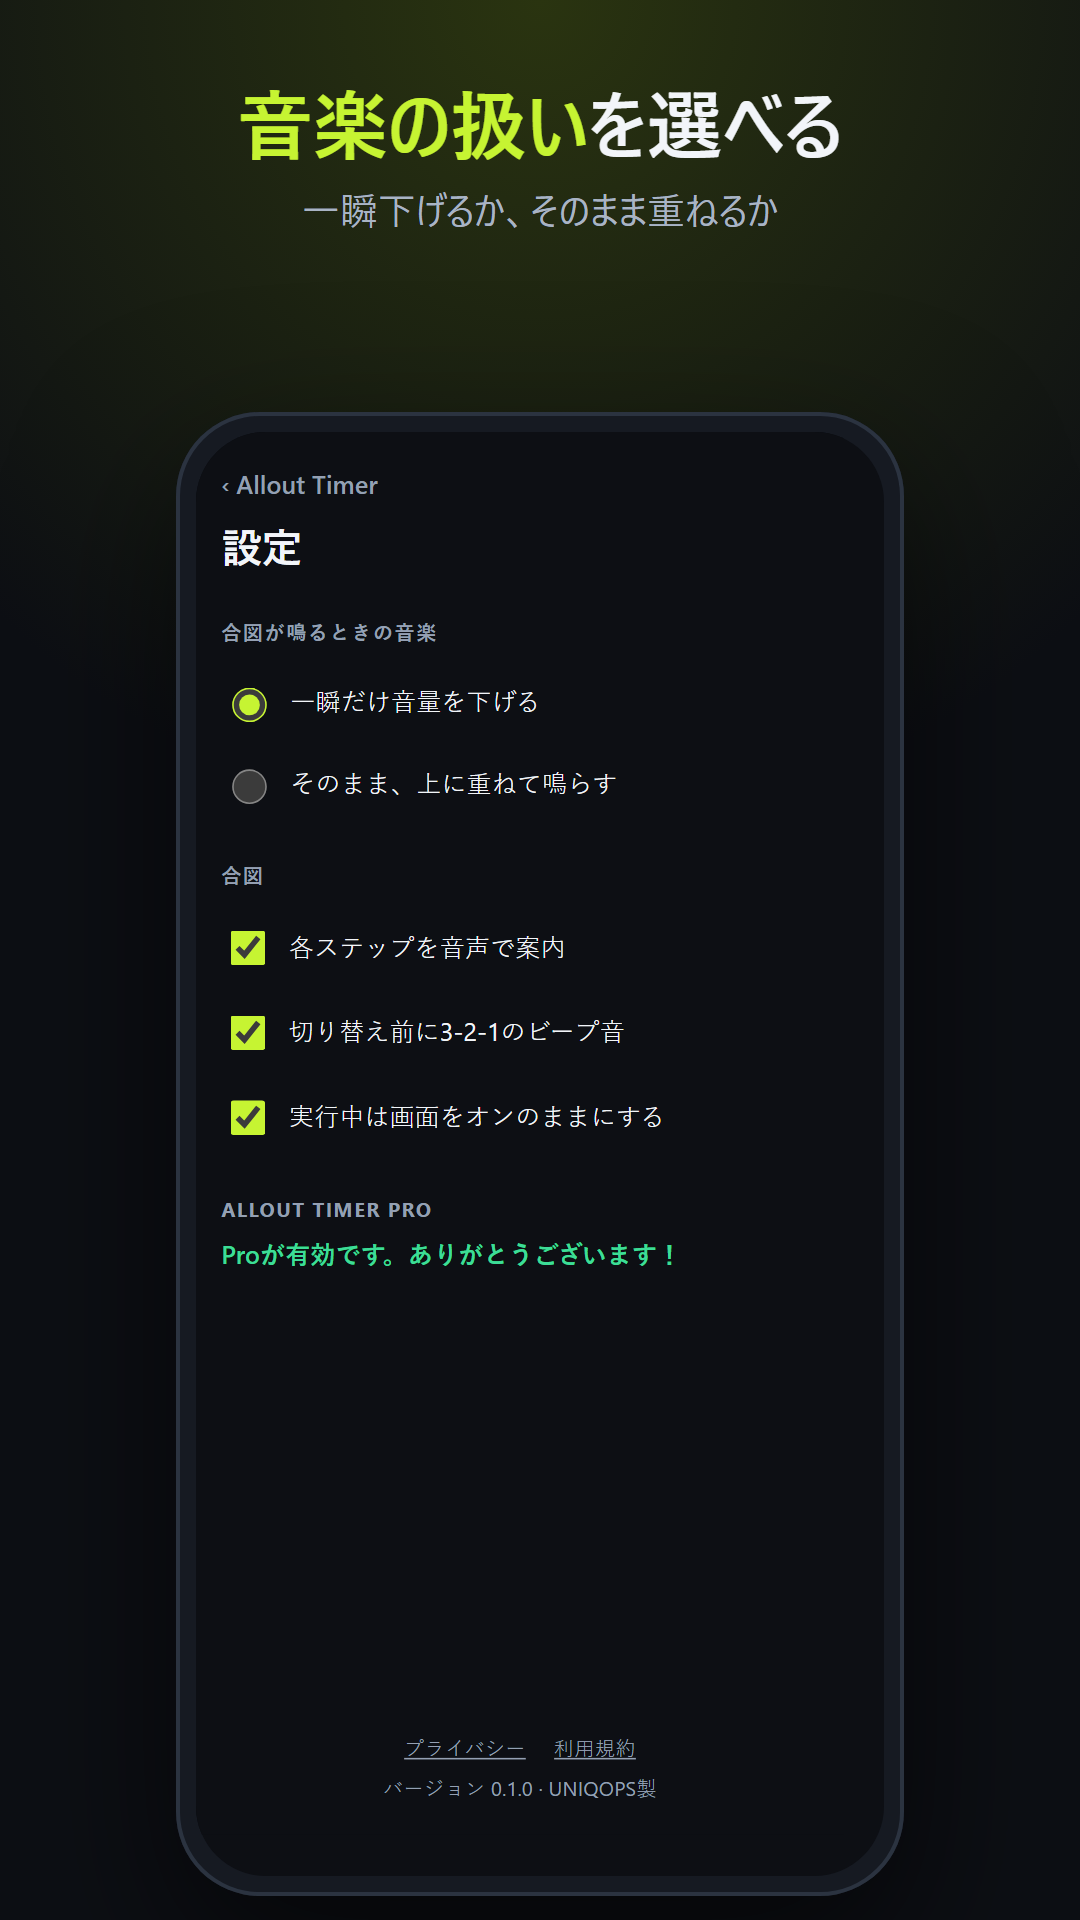 音楽の扱いを選べる
一瞬下げるか、そのまま重ねるか
‹ Allout Timer
設定
合図が鳴るときの音楽
一瞬だけ音量を下げる
そのまま、上に重ねて鳴らす
合図
各ステップを音声で案内
切り替え前に3-2-1のビープ音
実行中は画面をオンのままにする
ALLOUT TIMER PRO
Proが有効です。ありがとうございます！
プライバシー 利用規約
バージョン 0.1.0 · UNIQOPS製